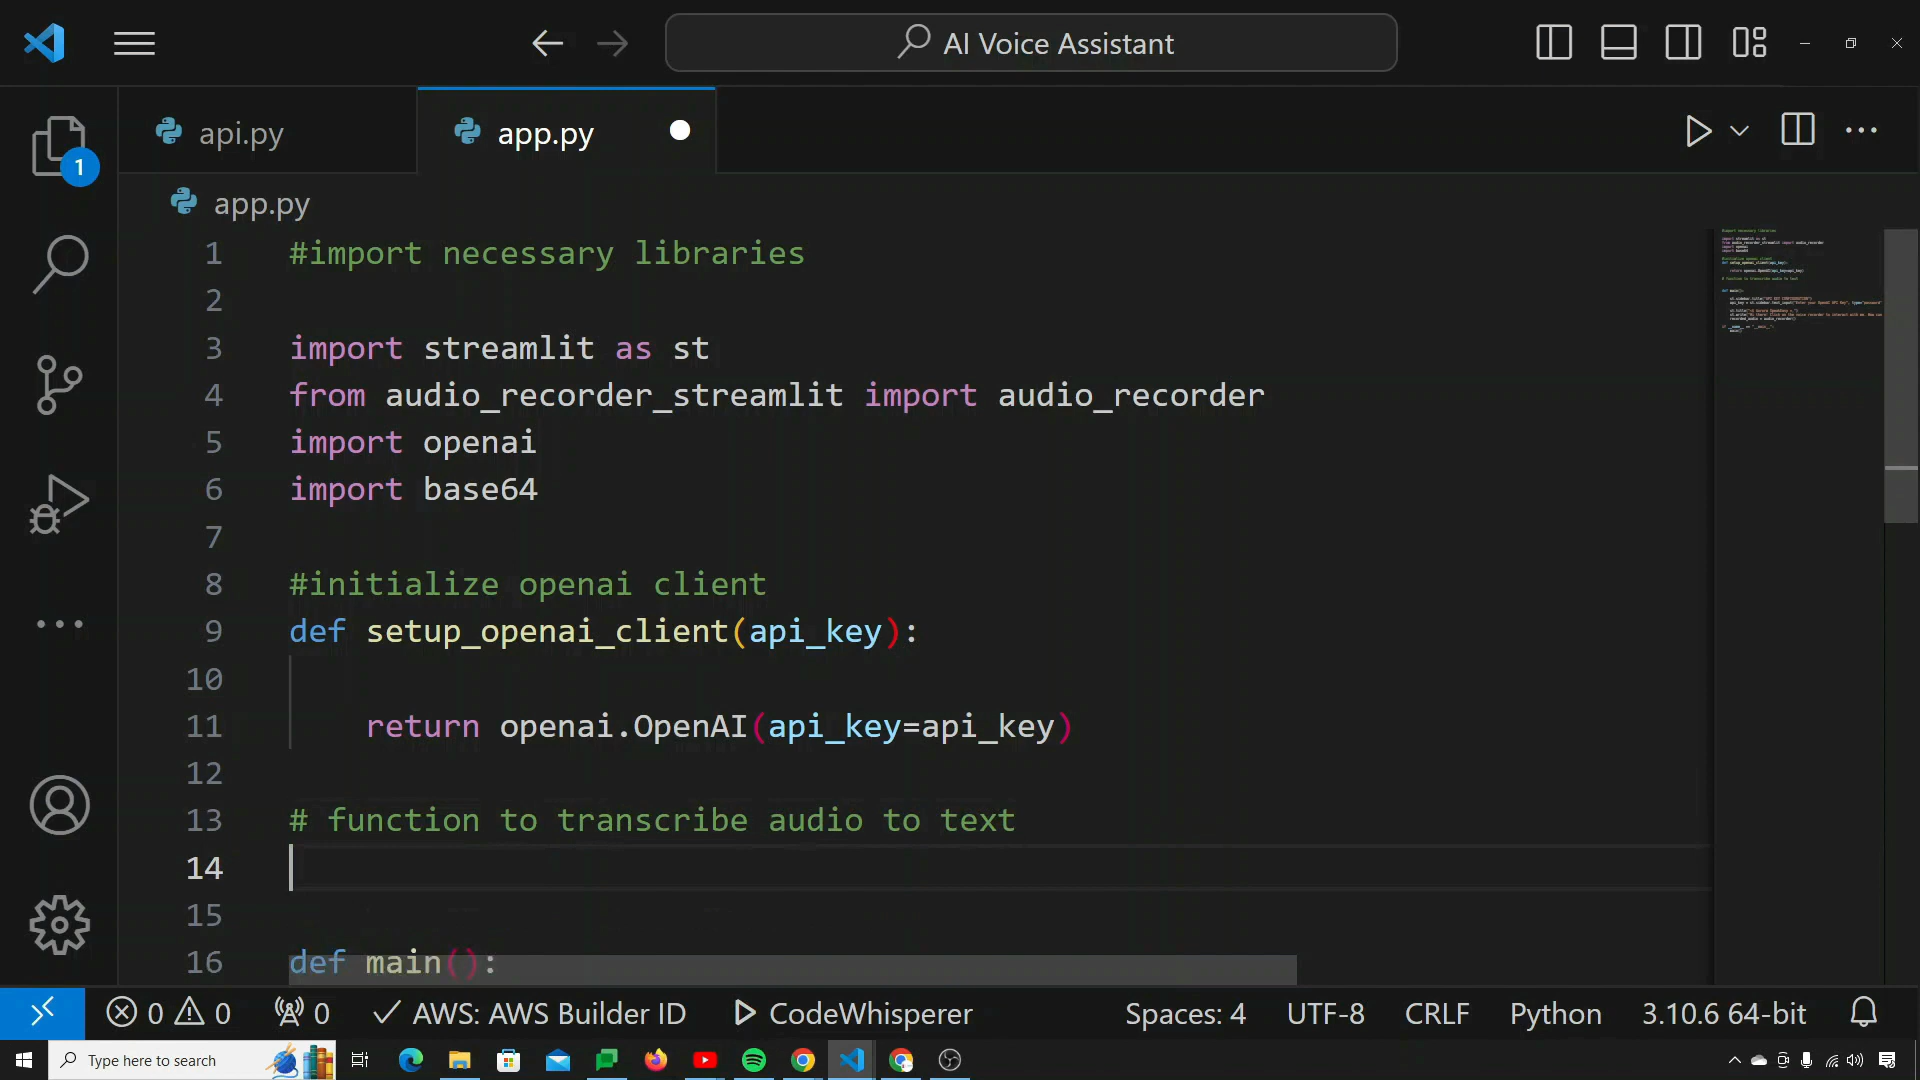 AI Voice Assistant
api.py
app.py
1
app.py
1 #import necessary libraries
2
3 import streamlit as st
4 from audio_recorder_streamlit import audio_recorder
5 import openai
6 import base64
7
8 #initialize openai client
9 def setup_openai_client(api_key):
10
11 return openai.OpenAI(api_key=api_key)
12
13 # function to transcribe audio to text
14
15
16 def main():
0 0 0 AWS: AWS Builder ID CodeWhisperer Spaces: 4 UTF-8 CRLF Python 3.10.6 64-bit
Type here to search